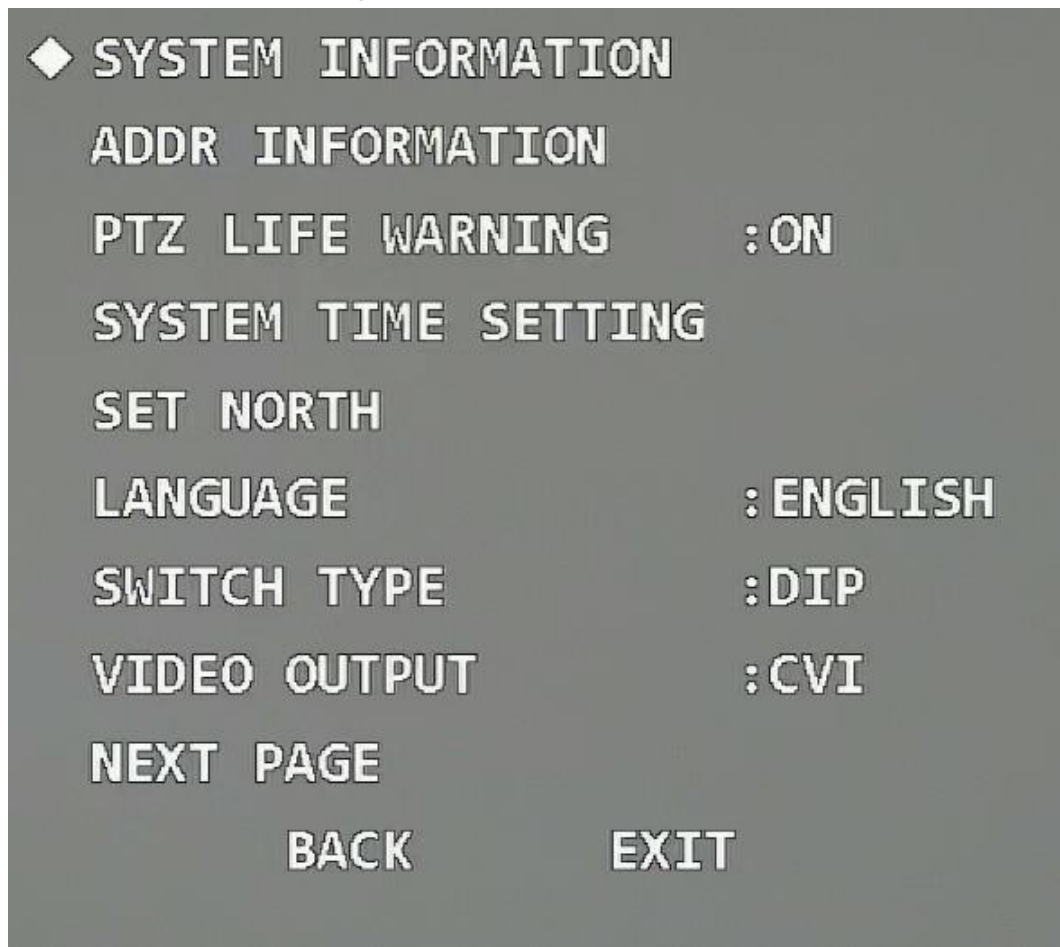 SYSTEM INFORMATION
ADDR INFORMATION
PTZ LIFE WARNING :ON
SYSTEM TIME SETTING
SET NORTH
LANGUAGE :ENGLISH
SWITCH TYPE :DIP
VIDEO OUTPUT :CVI
NEXT PAGE
BACK EXIT